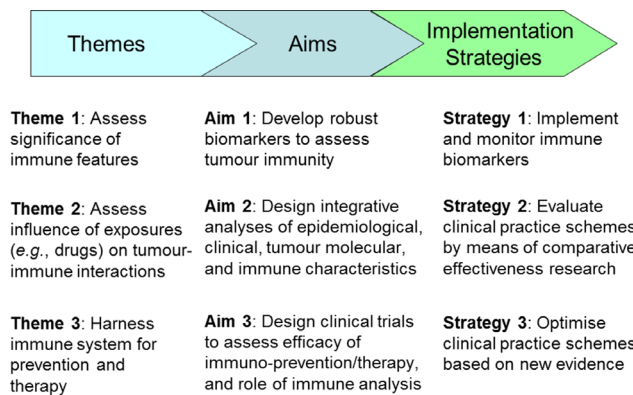 Themes
Aims
Implementation
Strategies
Theme 1: Assess
significance of
immune features
Aim 1: Develop robust
biomarkers to assess
tumour immunity
Strategy 1: Implement
and monitor immune
biomarkers
Theme 2: Assess
influence of exposures
(e.g., drugs) on tumour-
immune interactions
Aim 2: Design integrative
analyses of epidemiological,
clinical, tumour molecular,
and immune characteristics
Strategy 2: Evaluate
clinical practice schemes
by means of comparative
effectiveness research
Theme 3: Harness
immune system for
prevention and
therapy
Aim 3: Design clinical trials
to assess efficacy of
immuno-prevention/therapy,
and role of immune analysis
Strategy 3: Optimise
clinical practice schemes
based on new evidence